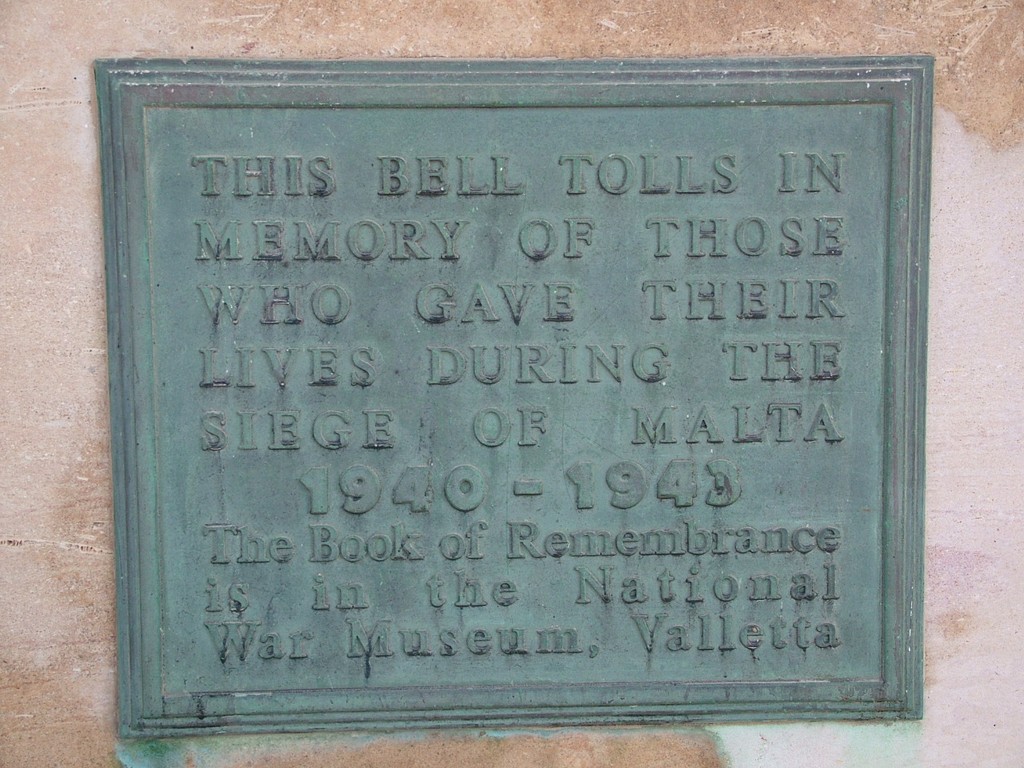 THIS BELL TOLLS IN
MEMORY OF THOSE
WHO GAVE THEIR
LIVES DURING THE
SIEGE OF MALTA
1940 - 1943
The Book of Remembrance
is in the National
War Museum, Valletta